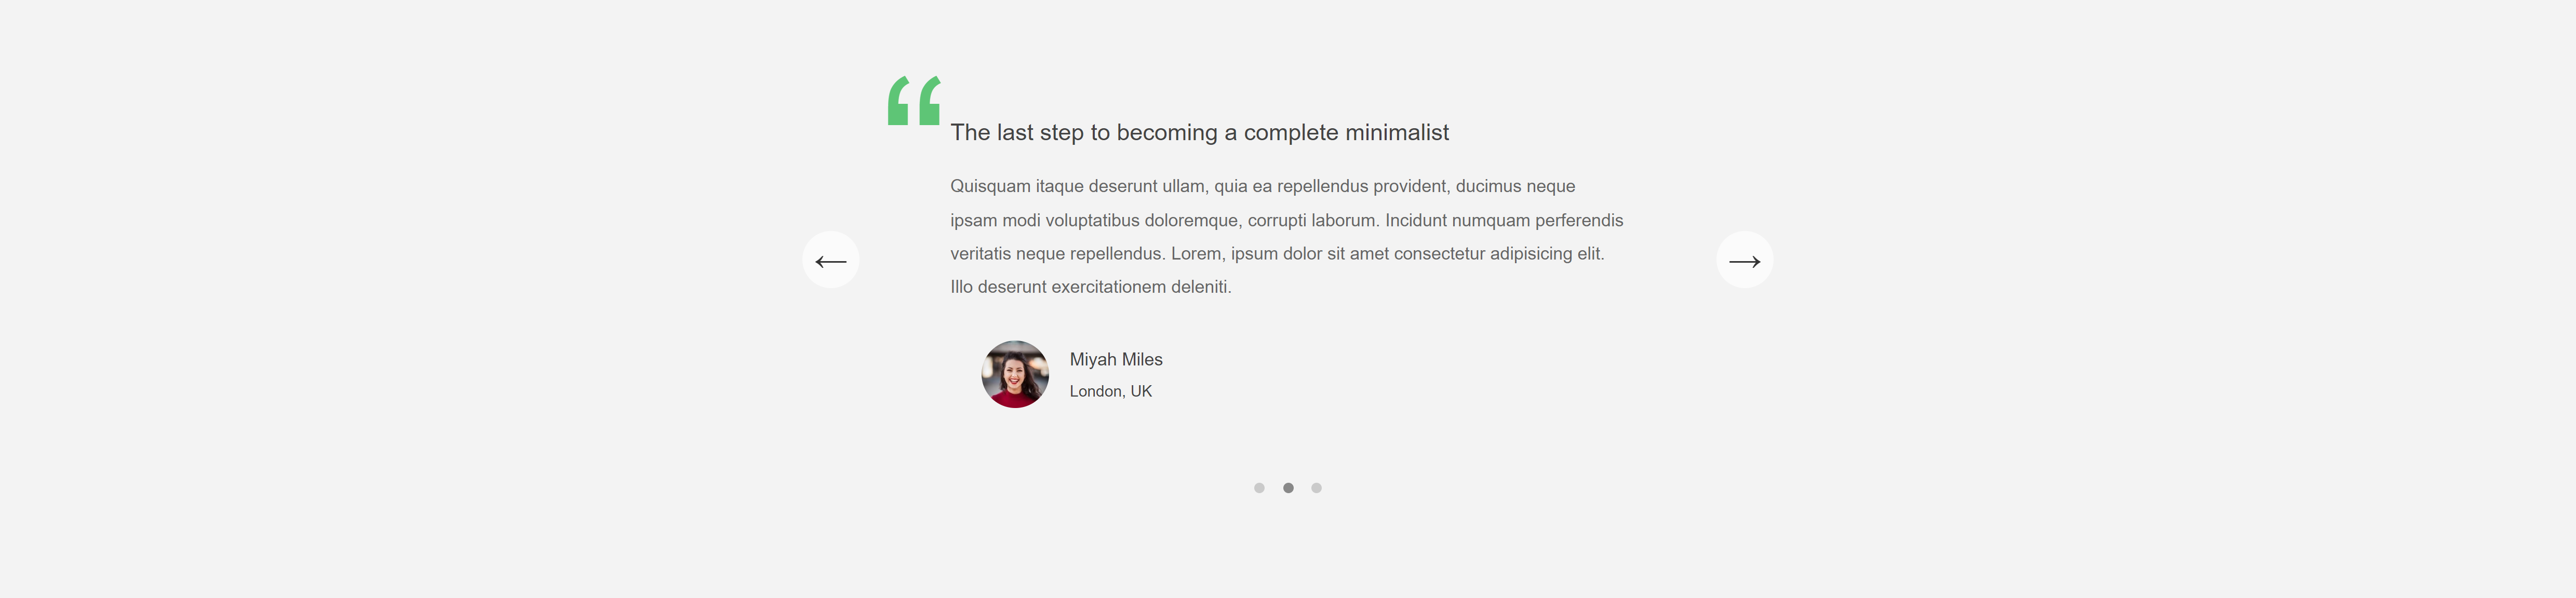 “
The last step to becoming a complete minimalist
Quisquam itaque deserunt ullam, quia ea repellendus provident, ducimus neque
ipsam modi voluptatibus doloremque, corrupti laborum. Incidunt numquam perferendis
veritatis neque repellendus. Lorem, ipsum dolor sit amet consectetur adipisicing elit.
Illo deserunt exercitationem deleniti.
Miyah Miles
London, UK